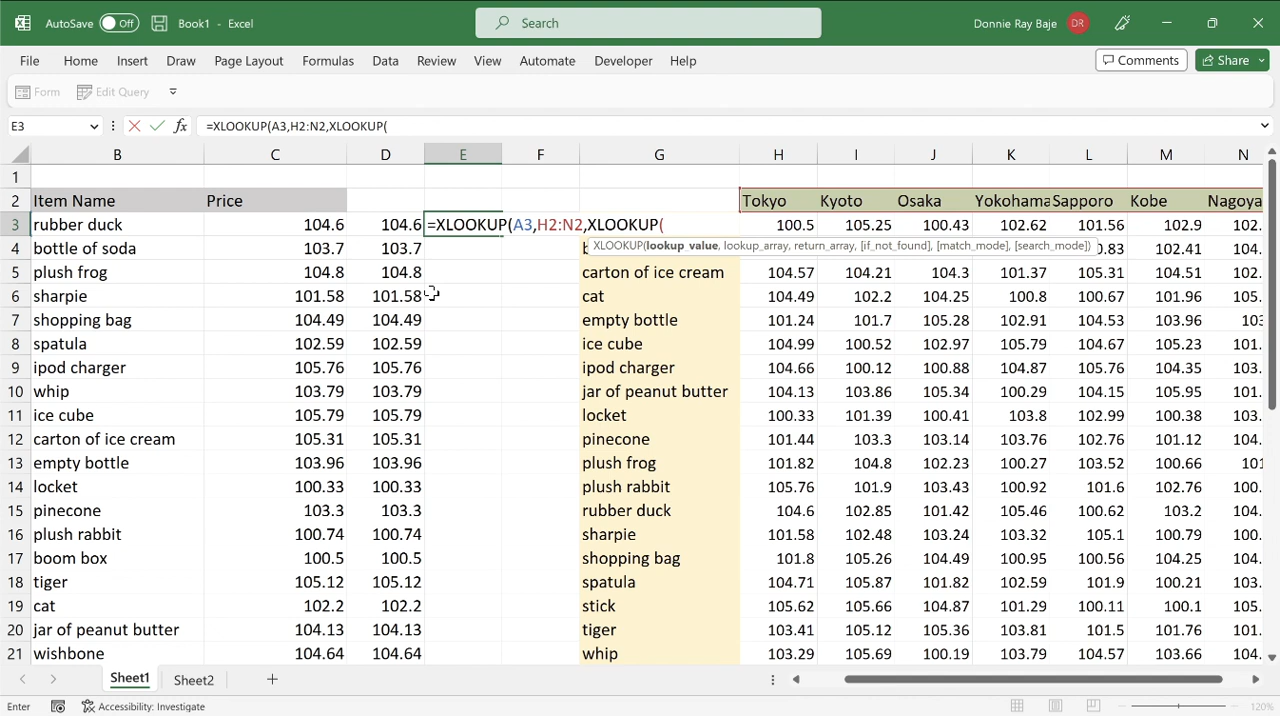 AutoSave Off Book1 - Excel Search Donnie Ray Baje DR
File Home Insert Draw Page Layout Formulas Data Review View Automate Developer Help Comments Share
Form Edit Query
E3 fx =XLOOKUP(A3,H2:N2,XLOOKUP(
B C D E F G H I J K L M N
1
2 Item Name Price Tokyo Kyoto Osaka Yokohama Sapporo Kobe Nagoya
3 rubber duck 104.6 104.6 =XLOOKUP(A3,H2:N2,XLOOKUP( 100.5 105.25 100.43 102.62 101.56 102.9 102.
XLOOKUP(lookup_value, lookup_array, return_array, [if_not_found], [match_mode], [search_mode])
4 bottle of soda 103.7 103.7 b .83 102.41 104.
5 plush frog 104.8 104.8 carton of ice cream 104.57 104.21 104.3 101.37 105.31 104.51 102.
6 sharpie 101.58 101.58 cat 104.49 102.2 104.25 100.8 100.67 101.96 105.
7 shopping bag 104.49 104.49 empty bottle 101.24 101.7 105.28 102.91 104.53 103.96 103
8 spatula 102.59 102.59 ice cube 104.99 100.52 102.97 105.79 104.67 105.23 101.
9 ipod charger 105.76 105.76 ipod charger 104.66 100.12 100.88 104.87 105.76 104.35 103.
10 whip 103.79 103.79 jar of peanut butter 104.13 103.86 105.34 100.29 104.15 105.95 101.
11 ice cube 105.79 105.79 locket 100.33 101.39 100.41 103.8 102.99 100.38 103.
12 carton of ice cream 105.31 105.31 pinecone 101.44 103.3 103.14 103.76 102.76 101.12 104.
13 empty bottle 103.96 103.96 plush frog 101.82 104.8 102.23 100.27 103.52 100.66 101
14 locket 100.33 100.33 plush rabbit 105.76 101.9 103.43 100.92 101.6 102.76 100.
15 pinecone 103.3 103.3 rubber duck 104.6 102.85 101.42 105.46 100.62 103.2 104.
16 plush rabbit 100.74 100.74 sharpie 101.58 102.48 103.24 103.32 105.1 100.79 100.
17 boom box 100.5 100.5 shopping bag 101.8 105.26 104.49 100.95 100.56 104.25 104.
18 tiger 105.12 105.12 spatula 104.71 105.87 101.82 102.59 101.9 100.21 103.
19 cat 102.2 102.2 stick 105.62 105.66 104.87 101.29 100.11 100.1 105.
20 jar of peanut butter 104.13 104.13 tiger 103.41 105.12 105.36 103.81 101.5 101.76 101.
21 wishbone 104.64 104.64 whip 103.29 105.69 100.19 103.79 104.57 103.66 104.
Sheet1 Sheet2
Enter Accessibility: Investigate 120%